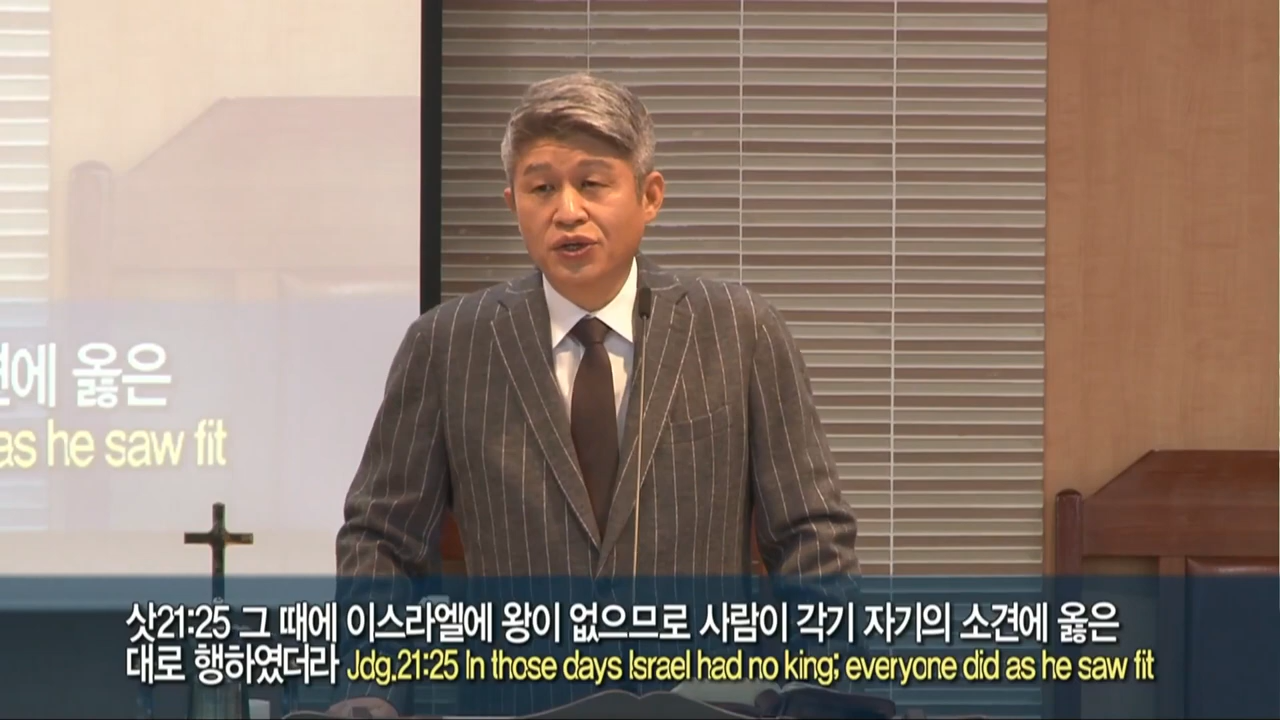 견에 옳은
as he saw fit
삿21:25 그 때에 이스라엘에 왕이 없으므로 사람이 각기 자기의 소견에 옳은
대로 행하였더라 Jdg.21:25 In those days Israel had no king; everyone did as he saw fit